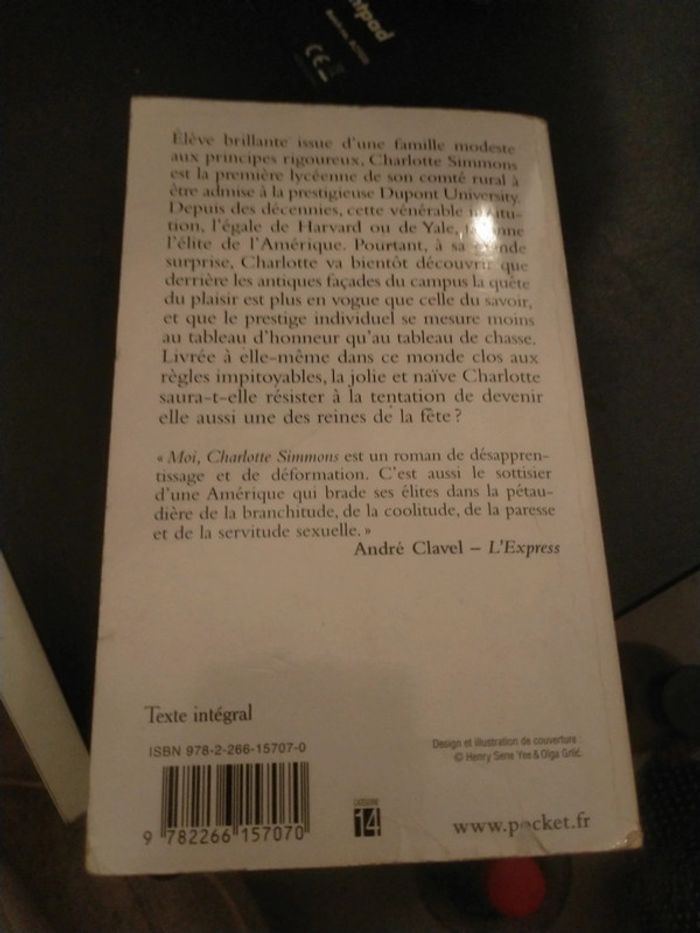 ntpad
CE
Élève brillante issue d'une famille modeste
aux principes rigoureux, Charlotte Simmons
est la première lycéenne de son comté rural à
être admise à la prestigieuse Dupont University.
Depuis des décennies, cette vénérable
tion, l'égale de Harvard ou de Yale,
l'élite de l'Amérique. Pourtant, à sa
surprise, Charlotte va bientôt découvrir que
derrière les antiques façades du campus la quête
du plaisir est plus en vogue que celle du savoir,
et que le prestige individuel se mesure moins
au tableau d'honneur qu'au tableau de chasse.
Livrée à elle-même dans ce monde clos aux
règles impitoyables, la jolie et naïve Charlotte
saura-t-elle résister à la tentation de devenir
elle aussi une des reines de la fête ?
« Moi, Charlotte Simmons est un roman de désappren-
tissage et de déformation. C'est aussi le sottisier
d'une Amérique qui brade ses élites dans la pétau-
dière de la branchitude, de la coolitude, de la paresse
et de la servitude sexuelle. »
André Clavel – L'Express
Texte intégral
ISBN 978-2-266-15707-0
Design et illustration de couverture :
© Henry Sene Yee & Olga Grlic.
9 782266 157070
CATÉGORIE
14
www.pocket.fr